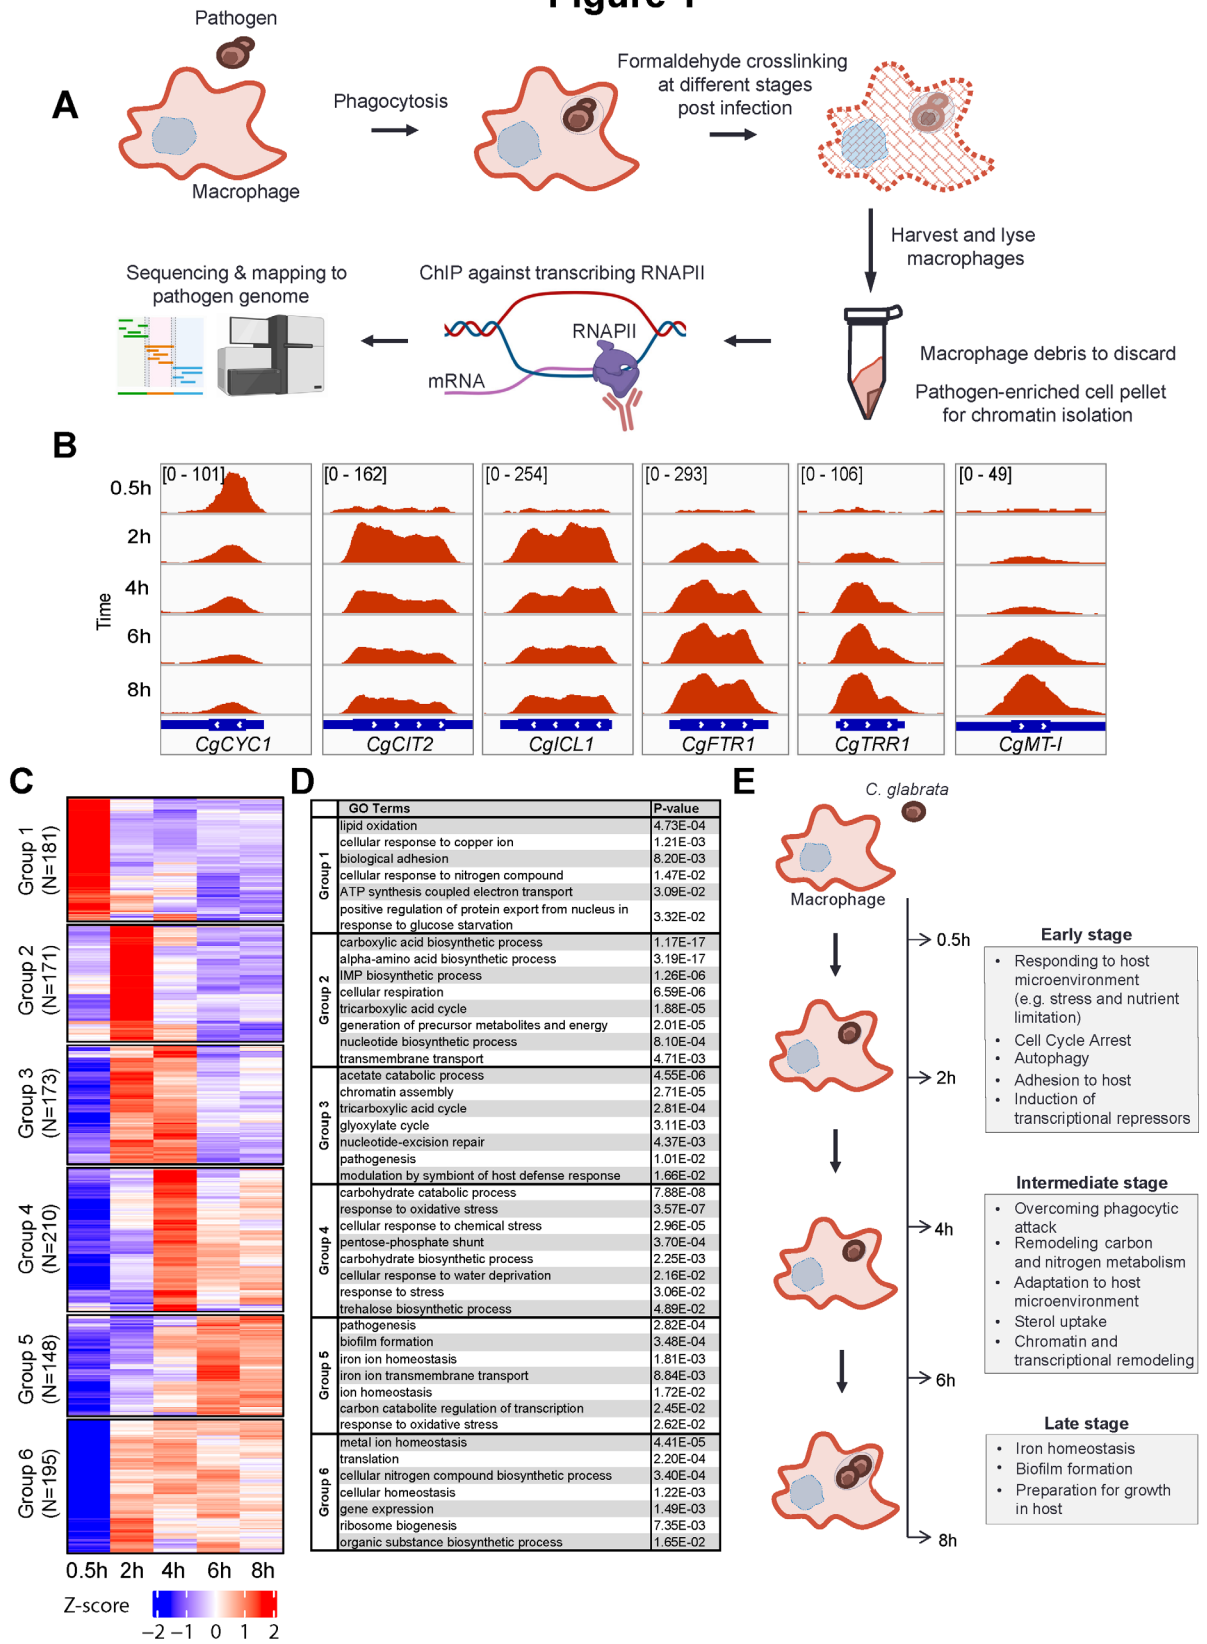 Figure 1
A
Pathogen
Macrophage
Phagocytosis
Formaldehyde crosslinking
at different stages
post infection
Harvest and lyse
macrophages
Macrophage debris to discard
Pathogen-enriched cell pellet
for chromatin isolation
ChIP against transcribing RNAPII
RNAPII
mRNA
Sequencing & mapping to
pathogen genome
B
Time
[0 - 101] [0 - 162] [0 - 254] [0 - 293] [0 - 106] [0 - 49]
0.5h
2h
4h
6h
8h
CgCYC1 CgCIT2 CgICL1 CgFTR1 CgTRR1 CgMT-I
C
Group 1
(N=181)
Group 2
(N=171)
Group 3
(N=173)
Group 4
(N=210)
Group 5
(N=148)
Group 6
(N=195)
0.5h 2h 4h 6h 8h
Z-score
−2 −1 0 1 2
D
GO Terms P-value
Group 1
lipid oxidation 4.73E-04
cellular response to copper ion 1.21E-03
biological adhesion 8.20E-03
cellular response to nitrogen compound 1.47E-02
ATP synthesis coupled electron transport 3.09E-02
positive regulation of protein export from nucleus in
response to glucose starvation 3.32E-02
Group 2
carboxylic acid biosynthetic process 1.17E-17
alpha-amino acid biosynthetic process 3.19E-17
IMP biosynthetic process 1.26E-06
cellular respiration 6.59E-06
tricarboxylic acid cycle 1.88E-05
generation of precursor metabolites and energy 2.01E-05
nucleotide biosynthetic process 8.10E-04
transmembrane transport 4.71E-03
Group 3
acetate catabolic process 4.55E-06
chromatin assembly 2.71E-05
tricarboxylic acid cycle 2.81E-04
glyoxylate cycle 3.11E-03
nucleotide-excision repair 4.37E-03
pathogenesis 1.01E-02
modulation by symbiont of host defense response 1.66E-02
Group 4
carbohydrate catabolic process 7.88E-08
response to oxidative stress 3.57E-07
cellular response to chemical stress 2.96E-05
pentose-phosphate shunt 3.70E-04
carbohydrate biosynthetic process 2.25E-03
cellular response to water deprivation 2.16E-02
response to stress 3.06E-02
trehalose biosynthetic process 4.89E-02
Group 5
pathogenesis 2.82E-04
biofilm formation 3.48E-04
iron ion homeostasis 1.81E-03
iron ion transmembrane transport 8.84E-03
ion homeostasis 1.72E-02
carbon catabolite regulation of transcription 2.45E-02
response to oxidative stress 2.62E-02
Group 6
metal ion homeostasis 4.41E-05
translation 2.20E-04
cellular nitrogen compound biosynthetic process 3.40E-04
cellular homeostasis 1.22E-03
gene expression 1.49E-03
ribosome biogenesis 7.35E-03
organic substance biosynthetic process 1.65E-02
E
C. glabrata
Macrophage
0.5h
2h
4h
6h
8h
Early stage
• Responding to host
microenvironment
(e.g. stress and nutrient
limitation)
• Cell Cycle Arrest
• Autophagy
• Adhesion to host
• Induction of
transcriptional repressors
Intermediate stage
• Overcoming phagocytic
attack
• Remodeling carbon
and nitrogen metabolism
• Adaptation to host
microenvironment
• Sterol uptake
• Chromatin and
transcriptional remodeling
Late stage
• Iron homeostasis
• Biofilm formation
• Preparation for growth
in host